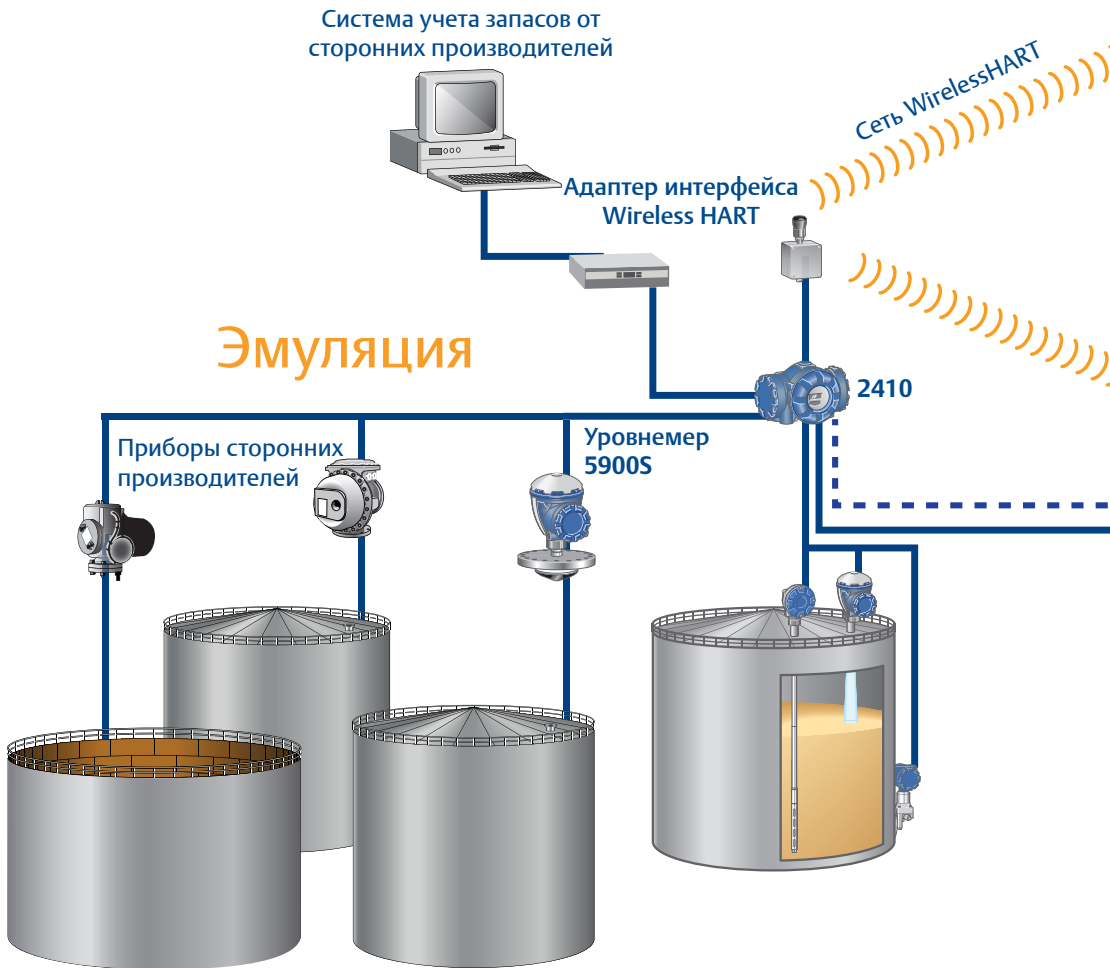 Система учета запасов от
сторонних производителей
Сеть WirelessHART
Адаптер интерфейса
Wireless HART
Эмуляция
2410
Приборы сторонних
производителей
Уровнемер
5900S